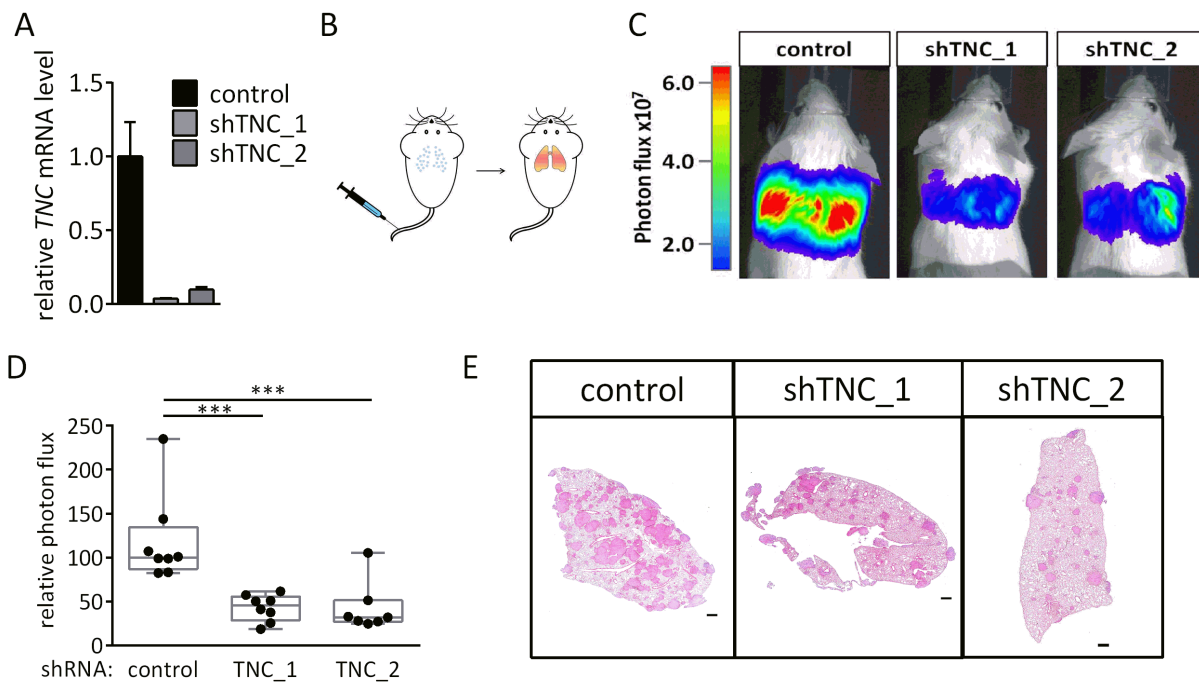 A
relative TNC mRNA level
1.5
1.0
0.5
0.0
control
shTNC_1
shTNC_2
B
C
Photon flux x10⁷
6.0
4.0
2.0
control
shTNC_1
shTNC_2
D
relative photon flux
250
200
150
100
50
0
***
***
shRNA: control TNC_1 TNC_2
E
control
shTNC_1
shTNC_2